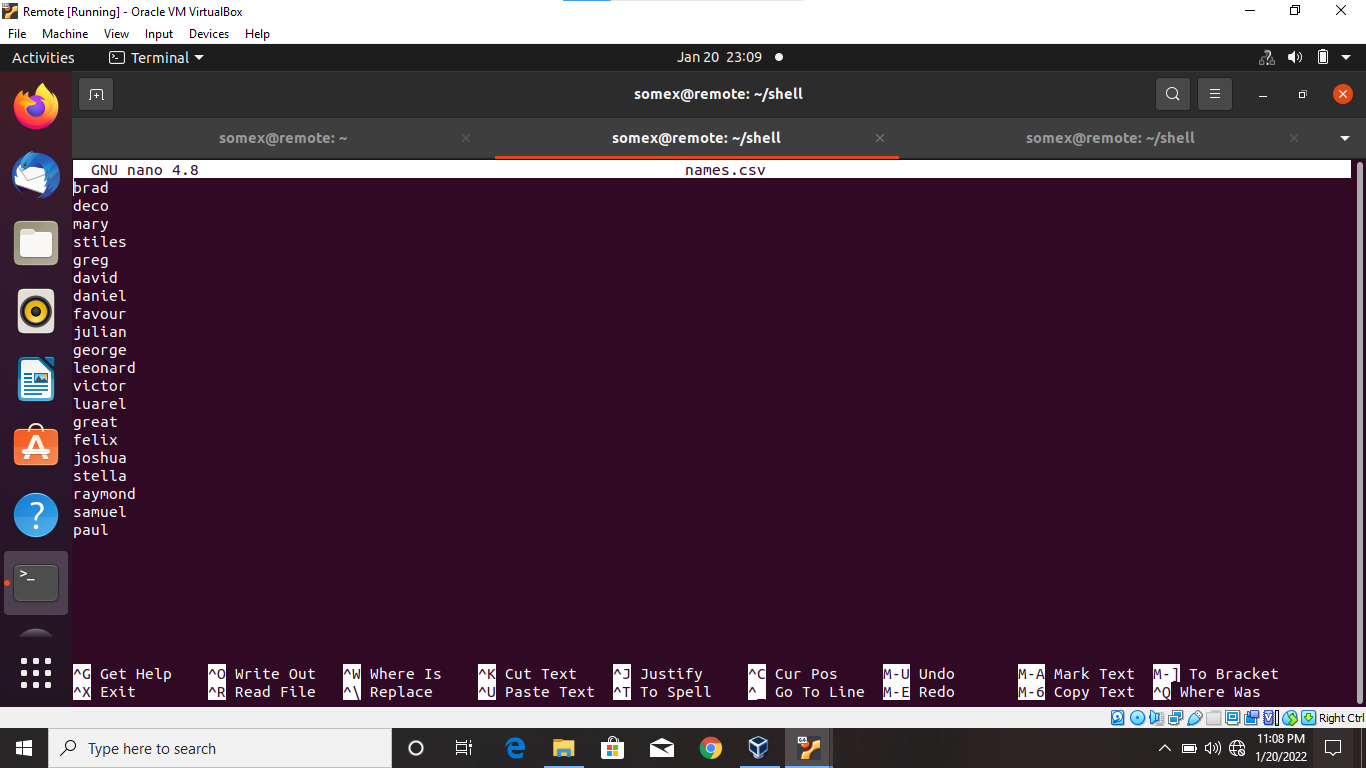 Remote [Running] - Oracle VM VirtualBox
File Machine View Input Devices Help
Activities Terminal Jan 20 23:09
somex@remote: ~/shell
somex@remote: ~ somex@remote: ~/shell somex@remote: ~/shell
GNU nano 4.8 names.csv
brad
deco
mary
stiles
greg
david
daniel
favour
julian
george
leonard
victor
luarel
great
felix
joshua
stella
raymond
samuel
paul
^G Get Help ^O Write Out ^W Where Is ^K Cut Text ^J Justify ^C Cur Pos M-U Undo M-A Mark Text M-] To Bracket
^X Exit ^R Read File ^\ Replace ^U Paste Text ^T To Spell ^_ Go To Line M-E Redo M-6 Copy Text ^Q Where Was
Right Ctrl
Type here to search
11:08 PM
1/20/2022